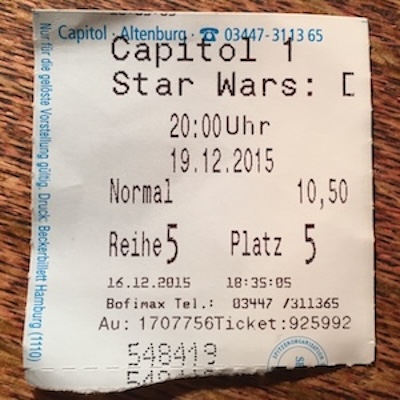 Capitol · Altenburg · ☎ 03447-3113 65
Capitol 1
Star Wars: D
20:00Uhr
19.12.2015
Normal 10,50
Reihe 5 Platz 5
16.12.2015 18:35:05
Bofimax Tel.: 03447 /311365
Au: 1707756Ticket:925992
548413
Nur für die gelöste Vorstellung gültig. Druck: Beckerbillett Hamburg (1110)